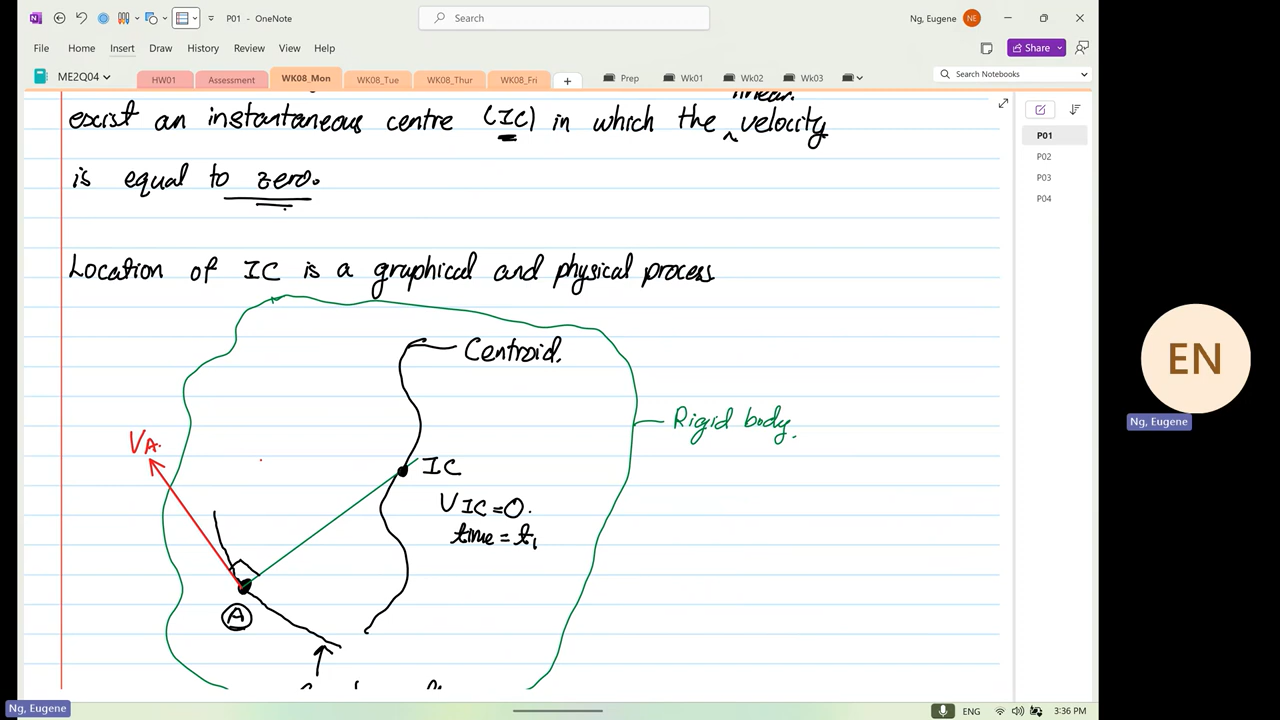 P01 - OneNote
Search
Ng, Eugene
NE
File Home Insert Draw History Review View Help
Share
ME2Q04
HW01 Assessment WK08_Mon WK08_Tue WK08_Thur WK08_Fri
Prep Wk01 Wk02 Wk03
Search Notebooks
P01
P02
P03
P04
linear.
exist an instantaneous centre (IC) in which the ^ velocity
is equal to zero.
Location of IC is a graphical and physical process
Centroid.
Rigid body.
VA.
IC
VIC=0.
time = t1
A
EN
Ng, Eugene
Ng, Eugene
ENG
3:36 PM